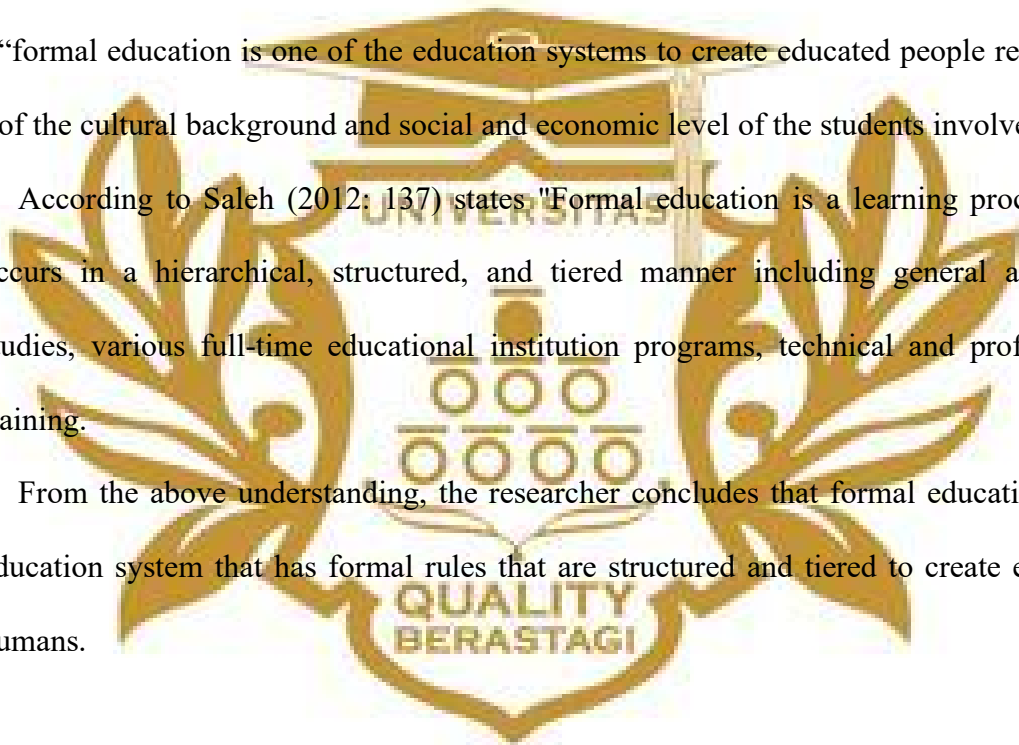 “formal education is one of the education systems to create educated people re
of the cultural background and social and economic level of the students involve
According to Saleh (2012: 137) states "Formal education is a learning proc
ccurs in a hierarchical, structured, and tiered manner including general a
udies, various full-time educational institution programs, technical and prof
aining.
From the above understanding, the researcher concludes that formal educati
ducation system that has formal rules that are structured and tiered to create e
umans.
UNIVERSITAS
QUALITY
BERASTAGI